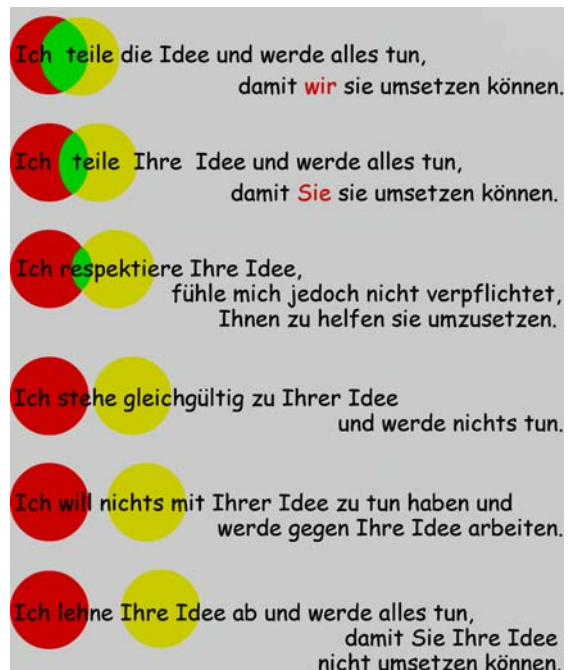 Ich teile die Idee und werde alles tun,
damit wir sie umsetzen können.
Ich teile Ihre Idee und werde alles tun,
damit Sie sie umsetzen können.
Ich respektiere Ihre Idee,
fühle mich jedoch nicht verpflichtet,
Ihnen zu helfen sie umzusetzen.
Ich stehe gleichgültig zu Ihrer Idee
und werde nichts tun.
Ich will nichts mit Ihrer Idee zu tun haben und
werde gegen Ihre Idee arbeiten.
Ich lehne Ihre Idee ab und werde alles tun,
damit Sie Ihre Idee
nicht umsetzen können.